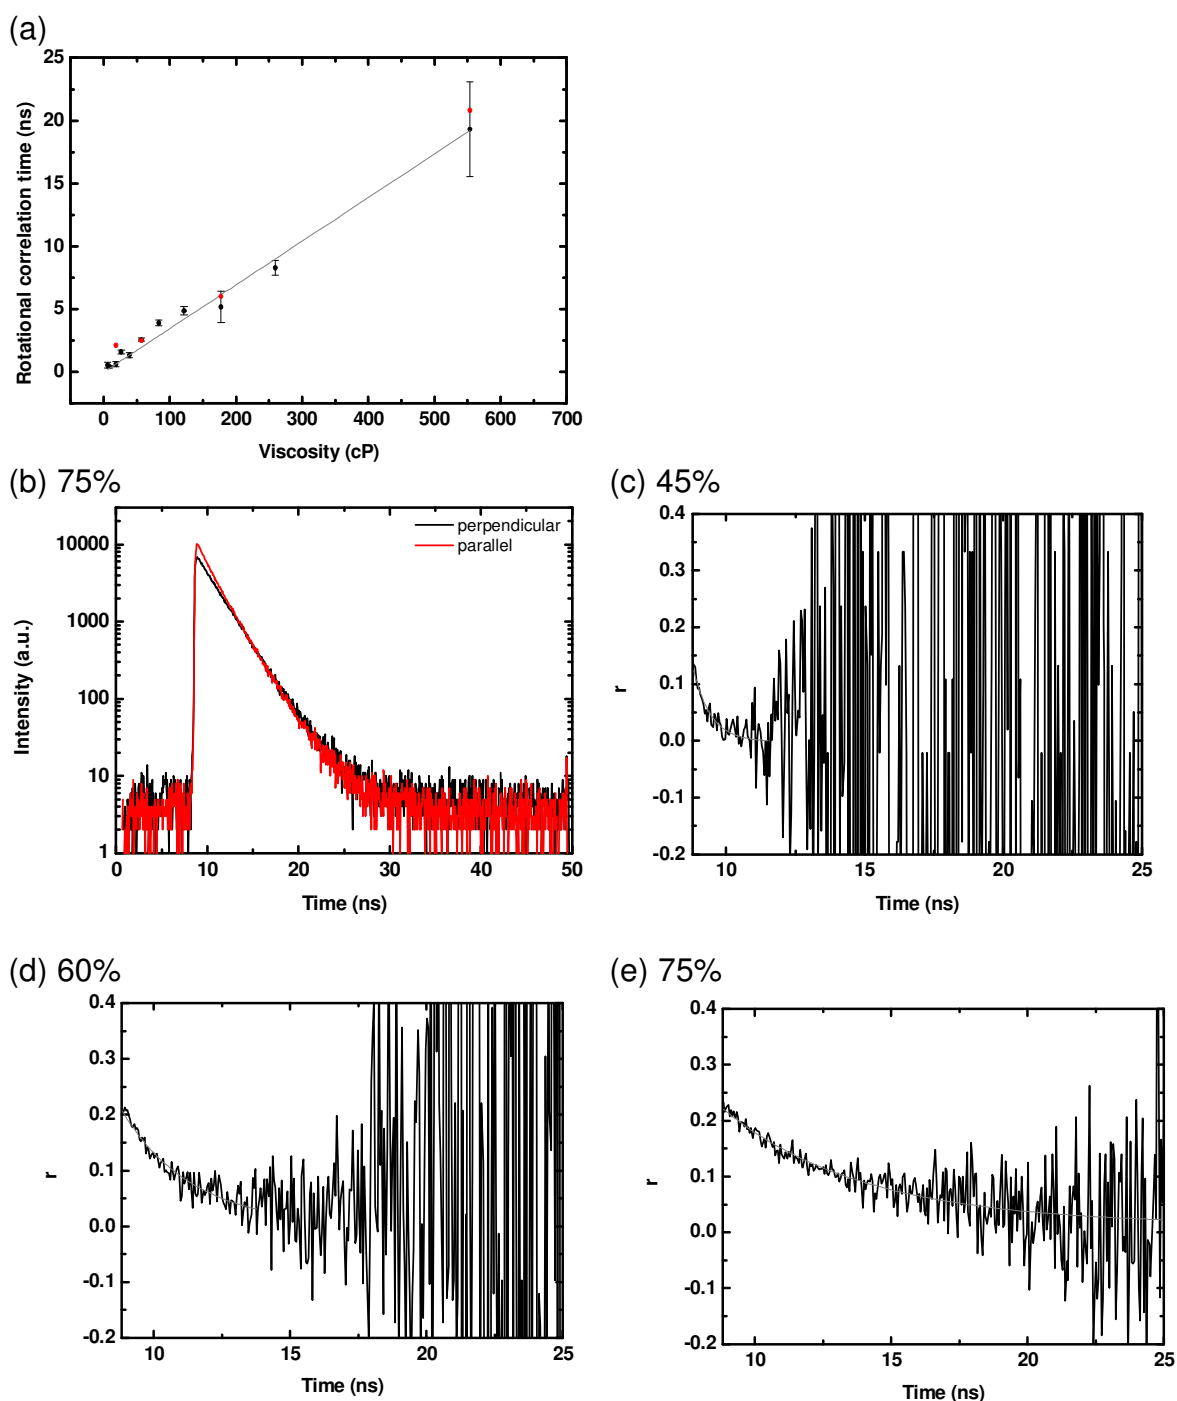 (a)
25
20
15
10
5
0
Rotational correlation time (ns)
0 100 200 300 400 500 600 700
Viscosity (cP)
(b) 75%
10000
1000
100
10
1
Intensity (a.u.)
perpendicular
parallel
0 10 20 30 40 50
Time (ns)
(c) 45%
0.4
0.3
0.2
0.1
0.0
-0.1
-0.2
r
10 15 20 25
Time (ns)
(d) 60%
0.4
0.3
0.2
0.1
0.0
-0.1
-0.2
r
10 15 20 25
Time (ns)
(e) 75%
0.4
0.3
0.2
0.1
0.0
-0.1
-0.2
r
10 15 20 25
Time (ns)